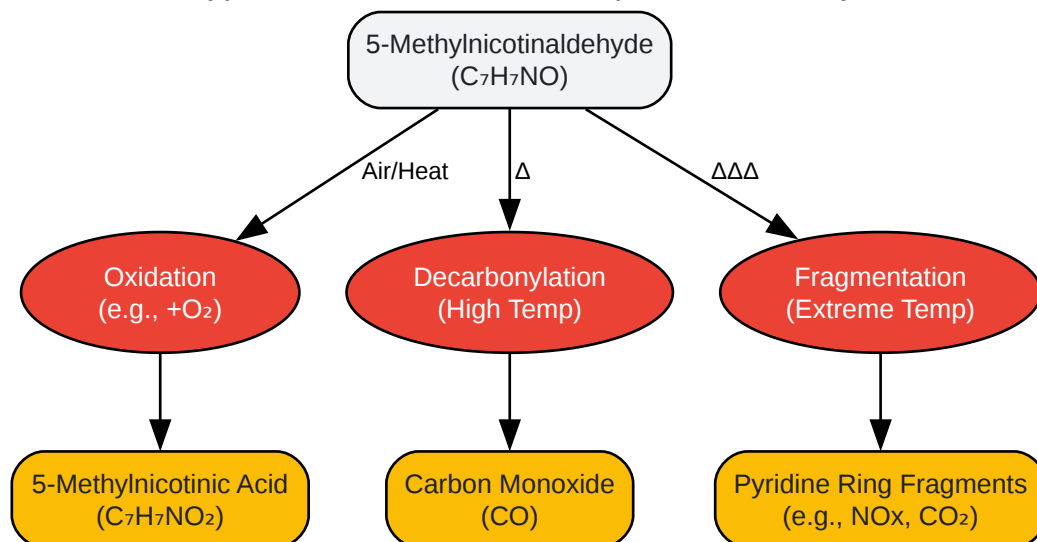 5-Methylnicotinaldehyde
(C₇H₇NO)
Air/Heat
Δ
ΔΔΔ
Oxidation
(e.g., +O₂)
Decarbonylation
(High Temp)
Fragmentation
(Extreme Temp)
5-Methylnicotinic Acid
(C₇H₇NO₂)
Carbon Monoxide
(CO)
Pyridine Ring Fragments
(e.g., NOx, CO₂)